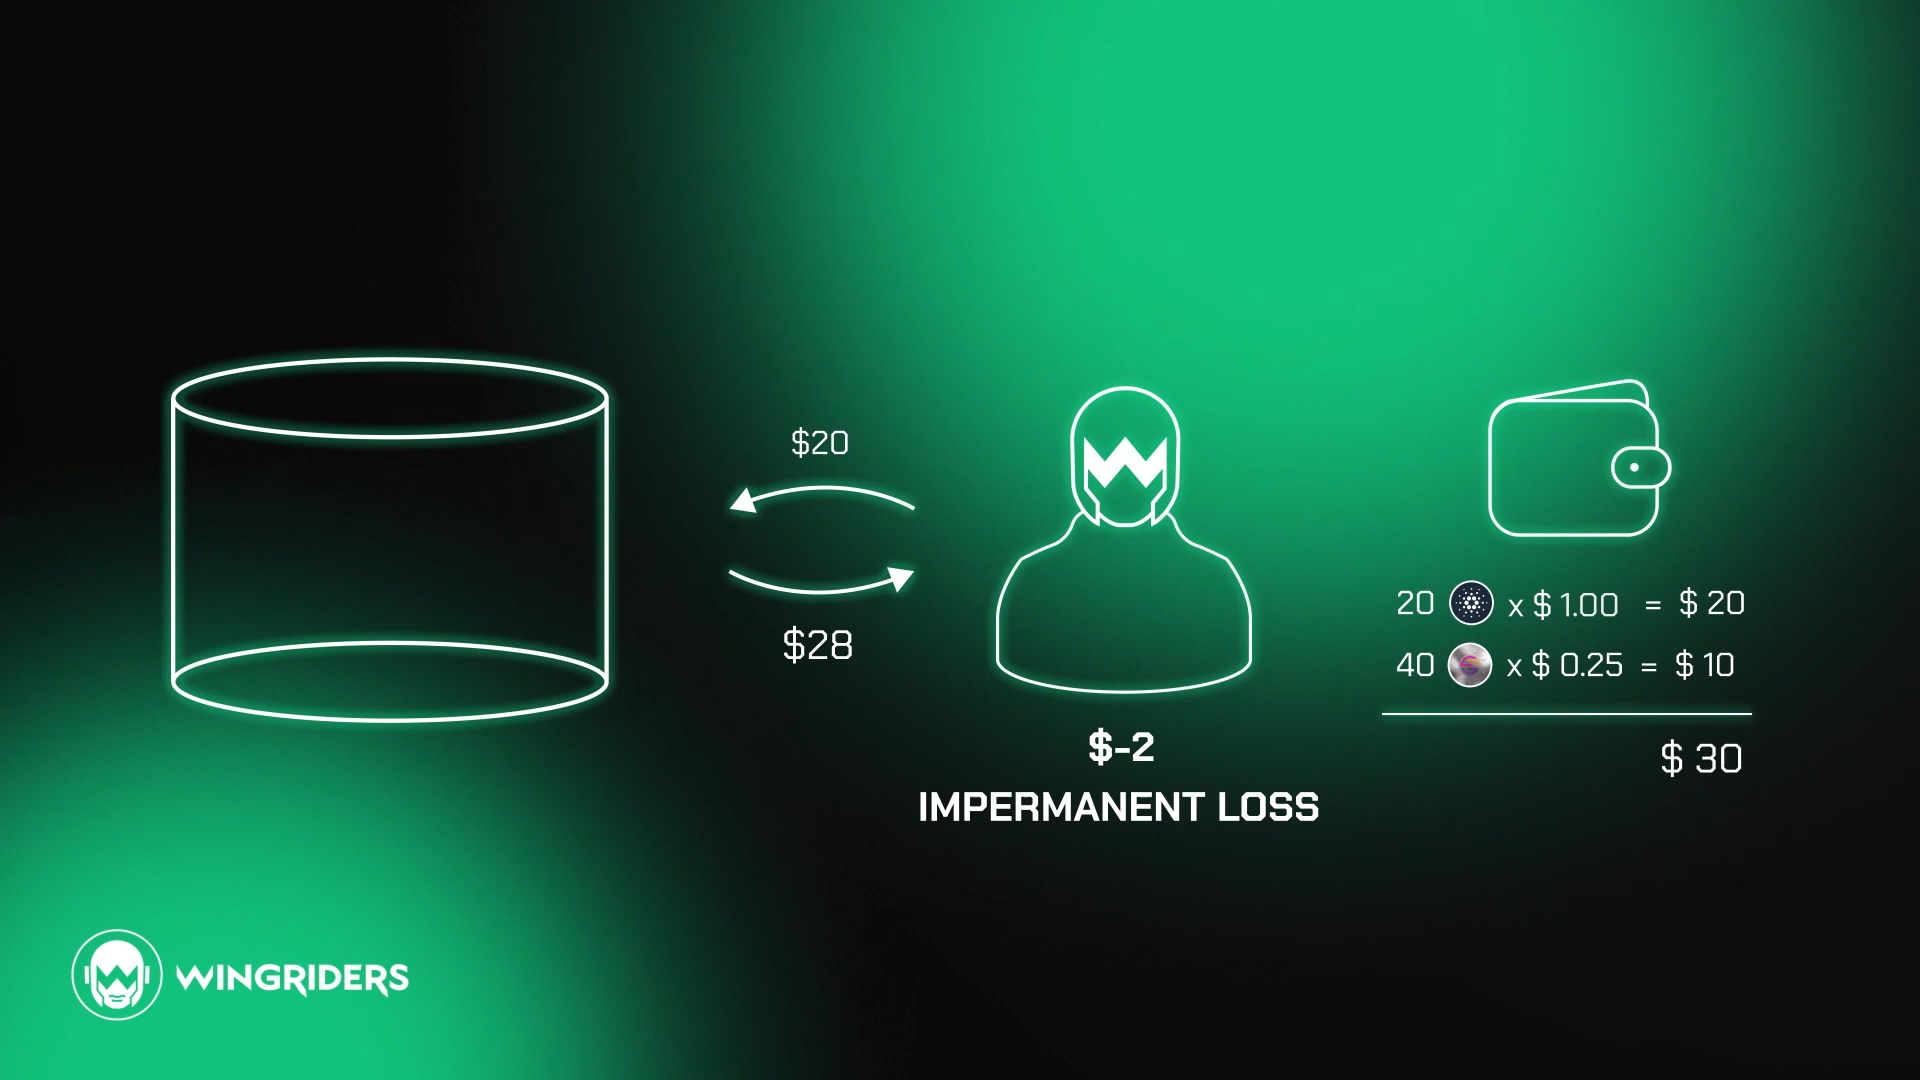 $20
$28
$-2
IMPERMANENT LOSS
20 x $ 1.00 = $ 20
40 x $ 0.25 = $ 10
$ 30
WINGRIDERS